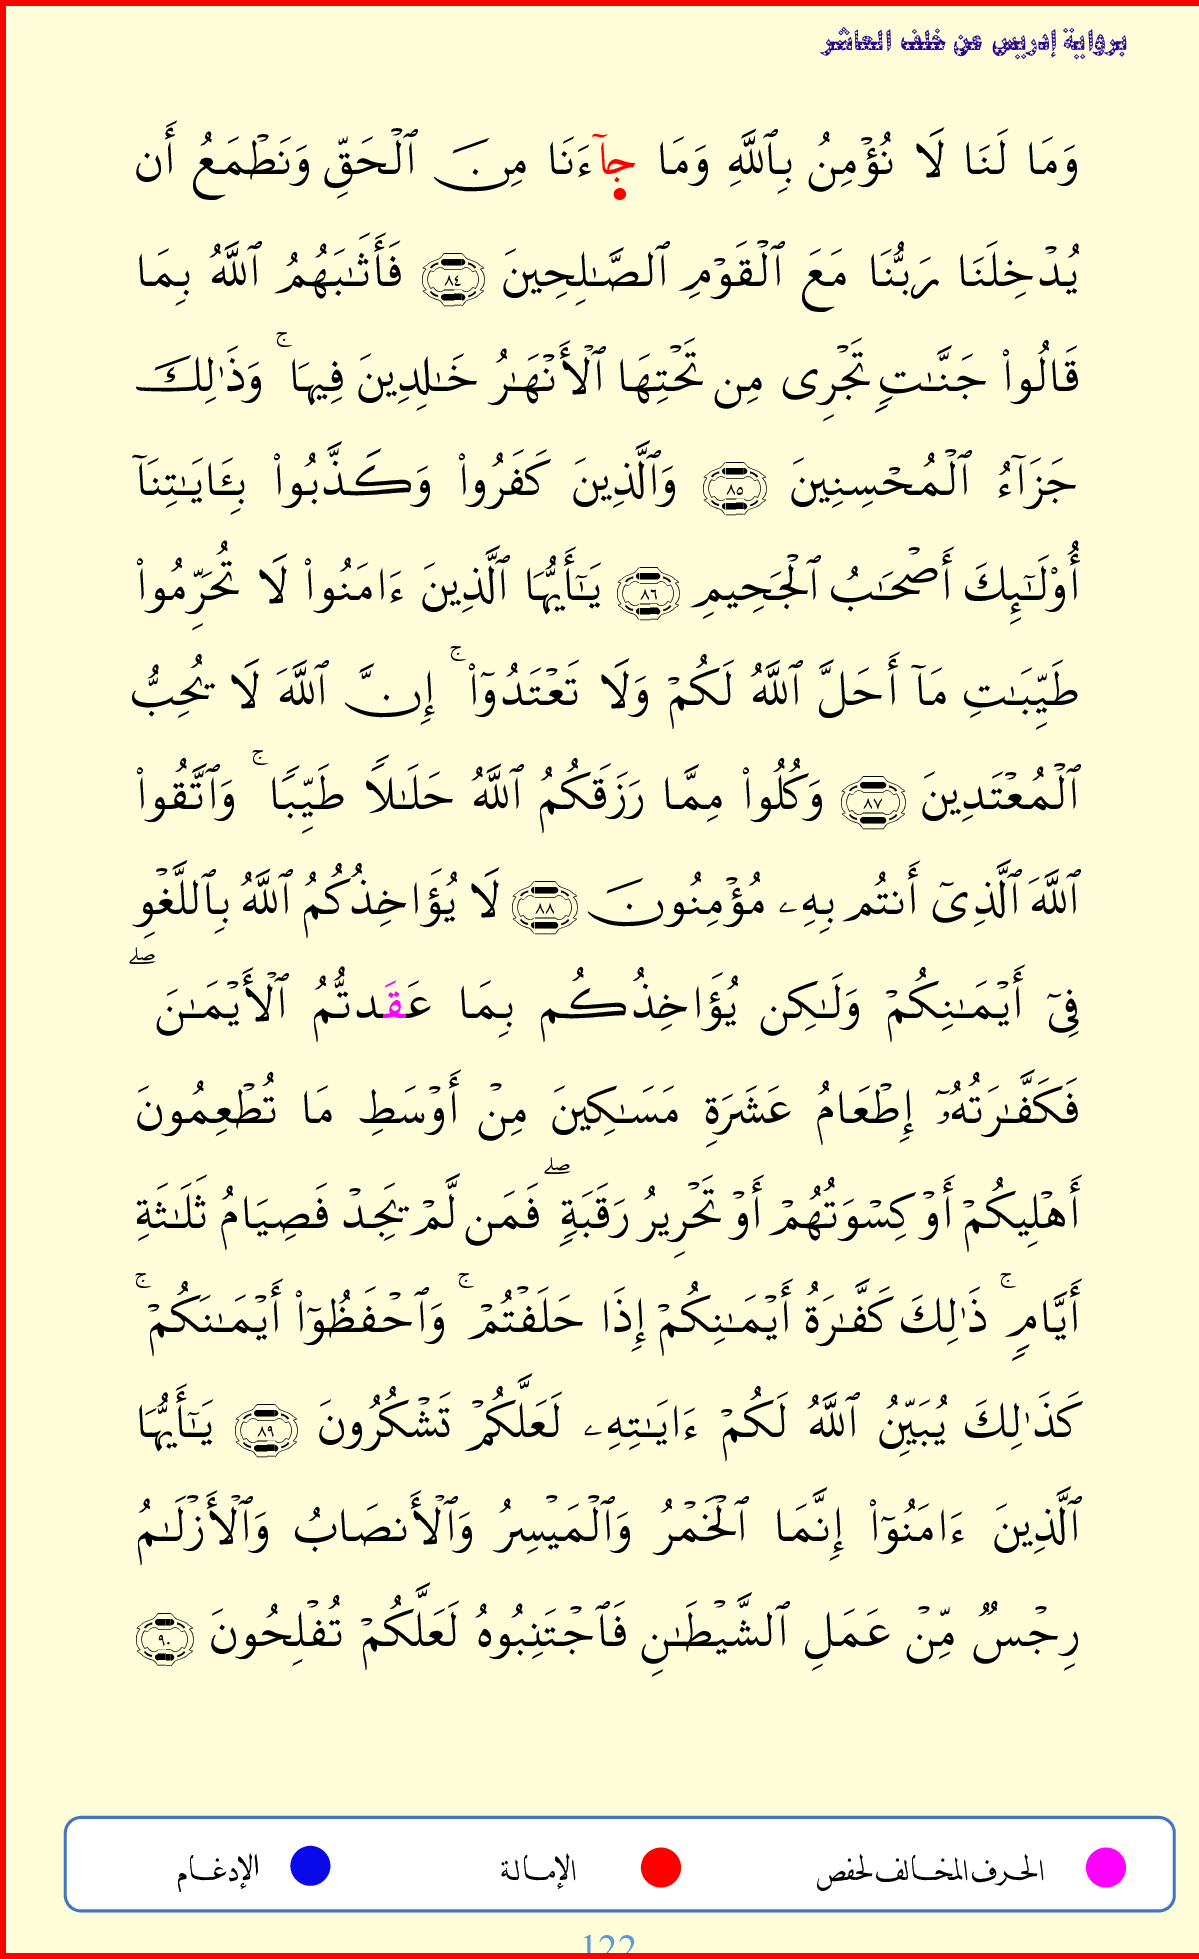 برواية إدريس عن خلف العاشر
وَمَا لَنَا لَا نُؤۡمِنُ بِٱللَّهِ وَمَا جَآءَنَا مِنَ ٱلۡحَقِّ وَنَطۡمَعُ أَن
يُدۡخِلَنَا رَبُّنَا مَعَ ٱلۡقَوۡمِ ٱلصَّٰلِحِينَ ٨٤ فَأَثَٰبَهُمُ ٱللَّهُ بِمَا
قَالُواْ جَنَّٰتٖ تَجۡرِي مِن تَحۡتِهَا ٱلۡأَنۡهَٰرُ خَٰلِدِينَ فِيهَاۚ وَذَٰلِكَ
جَزَآءُ ٱلۡمُحۡسِنِينَ ٨٥ وَٱلَّذِينَ كَفَرُواْ وَكَذَّبُواْ بِـَٔايَٰتِنَآ
أُوْلَٰٓئِكَ أَصۡحَٰبُ ٱلۡجَحِيمِ ٨٦ يَٰٓأَيُّهَا ٱلَّذِينَ ءَامَنُواْ لَا تُحَرِّمُواْ
طَيِّبَٰتِ مَآ أَحَلَّ ٱللَّهُ لَكُمۡ وَلَا تَعۡتَدُوٓاْۚ إِنَّ ٱللَّهَ لَا يُحِبُّ
ٱلۡمُعۡتَدِينَ ٨٧ وَكُلُواْ مِمَّا رَزَقَكُمُ ٱللَّهُ حَلَٰلٗا طَيِّبٗاۚ وَٱتَّقُواْ
ٱللَّهَ ٱلَّذِيٓ أَنتُم بِهِۦ مُؤۡمِنُونَ ٨٨ لَا يُؤَاخِذُكُمُ ٱللَّهُ بِٱللَّغۡوِ
فِيٓ أَيۡمَٰنِكُمۡ وَلَٰكِن يُؤَاخِذُكُم بِمَا عَقَدتُّمُ ٱلۡأَيۡمَٰنَۖ
فَكَفَّٰرَتُهُۥٓ إِطۡعَامُ عَشَرَةِ مَسَٰكِينَ مِنۡ أَوۡسَطِ مَا تُطۡعِمُونَ
أَهۡلِيكُمۡ أَوۡ كِسۡوَتُهُمۡ أَوۡ تَحۡرِيرُ رَقَبَةٖۖ فَمَن لَّمۡ يَجِدۡ فَصِيَامُ ثَلَٰثَةِ
أَيَّامٖۚ ذَٰلِكَ كَفَّٰرَةُ أَيۡمَٰنِكُمۡ إِذَا حَلَفۡتُمۡۚ وَٱحۡفَظُوٓاْ أَيۡمَٰنَكُمۡۚ
كَذَٰلِكَ يُبَيِّنُ ٱللَّهُ لَكُمۡ ءَايَٰتِهِۦ لَعَلَّكُمۡ تَشۡكُرُونَ ٨٩ يَٰٓأَيُّهَا
ٱلَّذِينَ ءَامَنُوٓاْ إِنَّمَا ٱلۡخَمۡرُ وَٱلۡمَيۡسِرُ وَٱلۡأَنصَابُ وَٱلۡأَزۡلَٰمُ
رِجۡسٞ مِّنۡ عَمَلِ ٱلشَّيۡطَٰنِ فَٱجۡتَنِبُوهُ لَعَلَّكُمۡ تُفۡلِحُونَ ٩٠
الحرف المخالف لحفص الإمالة الإدغام
122